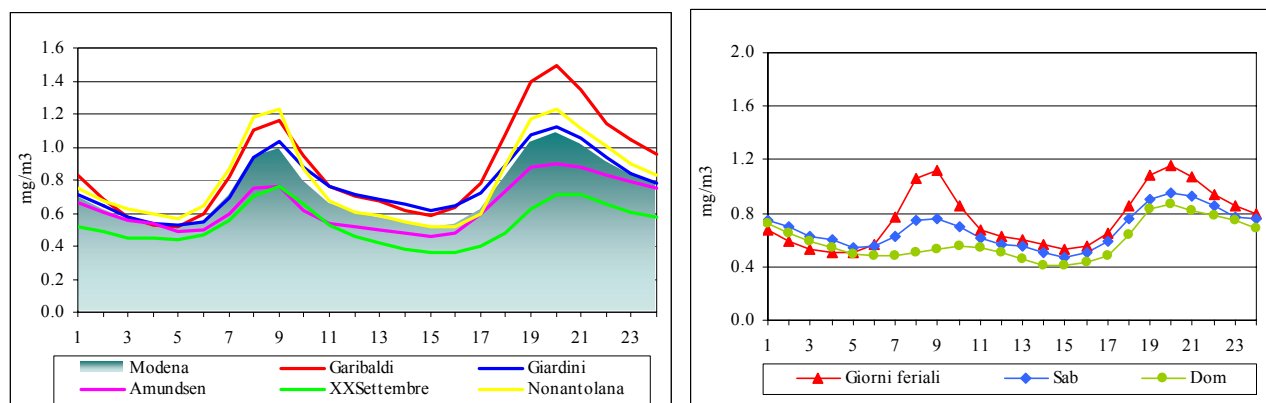 mg/m3
1.6
1.4
1.2
1.0
0.8
0.6
0.4
0.2
0.0
1 3 5 7 9 11 13 15 17 19 21 23
Modena Garibaldi Giardini
Amundsen XXSettembre Nonantolana
mg/m3
2.0
1.6
1.2
0.8
0.4
0.0
1 3 5 7 9 11 13 15 17 19 21 23
Giorni feriali Sab Dom